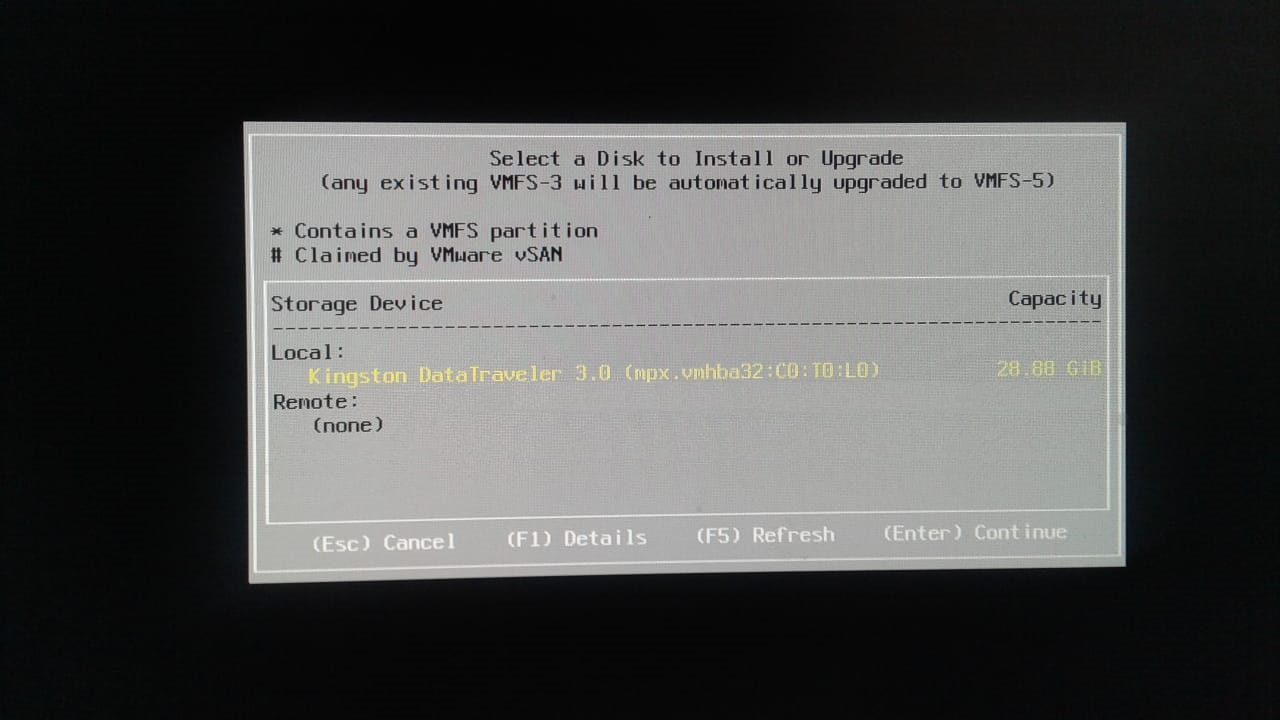 Select a Disk to Install or Upgrade
(any existing VMFS-3 will be automatically upgraded to VMFS-5)
* Contains a VMFS partition
# Claimed by VMware vSAN
Storage Device Capacity
--------------------------------------------------------------------
Local:
Kingston DataTraveler 3.0 (mpx.vmhba32:C0:T0:L0) 28.88 GiB
Remote:
(none)
(Esc) Cancel (F1) Details (F5) Refresh (Enter) Continue